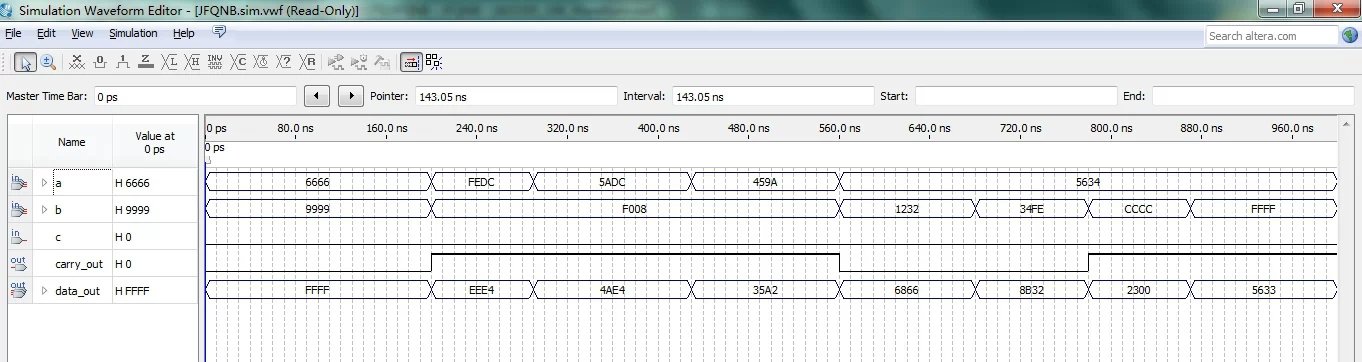 Simulation Waveform Editor - [JFQNB.sim.vwf (Read-Only)]
File Edit View Simulation Help
Search altera.com
Master Time Bar: 0 ps Pointer: 143.05 ns Interval: 143.05 ns Start: End:
Name Value at 0 ps
0 ps 80.0 ns 160.0 ns 240.0 ns 320.0 ns 400.0 ns 480.0 ns 560.0 ns 640.0 ns 720.0 ns 800.0 ns 880.0 ns 960.0 ns
0 ps
in a H 6666 6666 FEDC 5ADC 459A 5634
in b H 9999 9999 F008 1232 34FE CCCC FFFF
in c H 0
out carry_out H 0
out data_out H FFFF FFFF EEE4 4AE4 35A2 6866 8B32 2300 5633